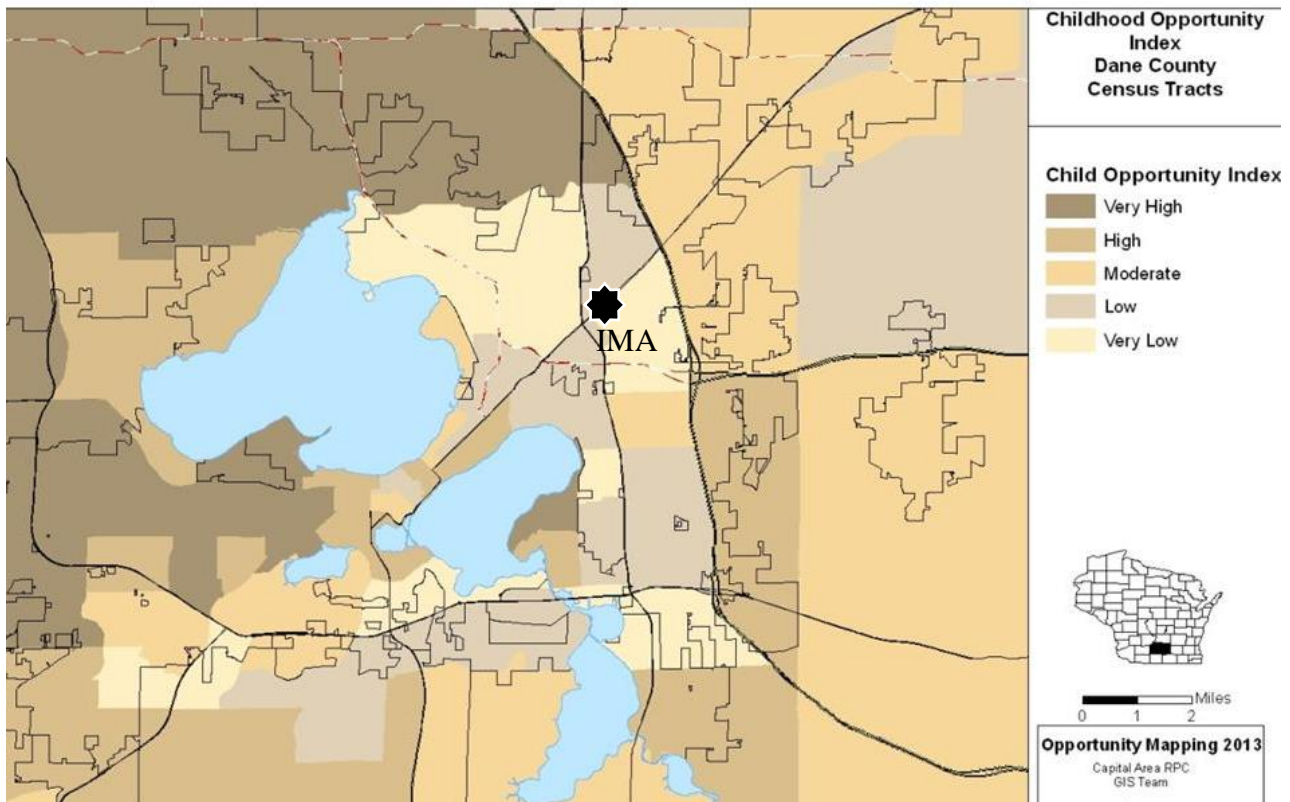 Childhood Opportunity
Index
Dane County
Census Tracts
Child Opportunity Index
Very High
High
Moderate
Low
Very Low
IMA
Miles
0 1 2
Opportunity Mapping 2013
Capital Area RPC
GIS Team